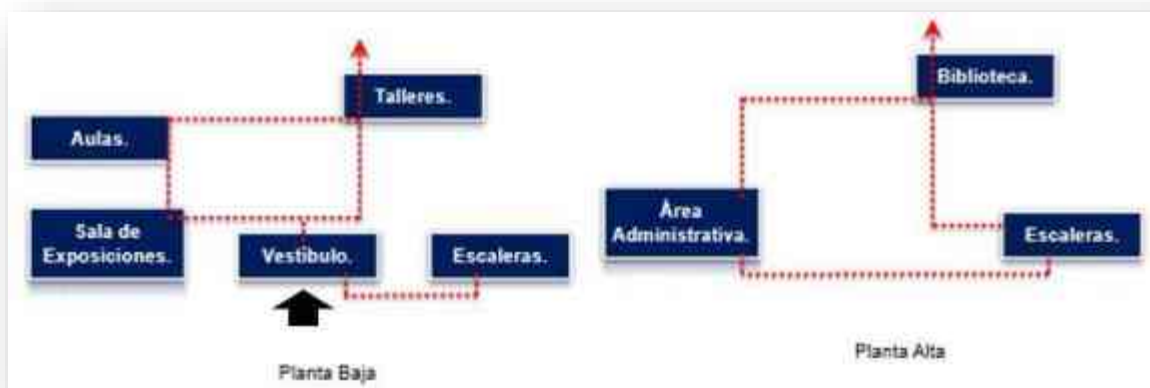 Talleres.
Aulas.
Sala de
Exposiciones.
Vestíbulo.
Escaleras.
Planta Baja
Biblioteca.
Área
Administrativa.
Escaleras.
Planta Alta